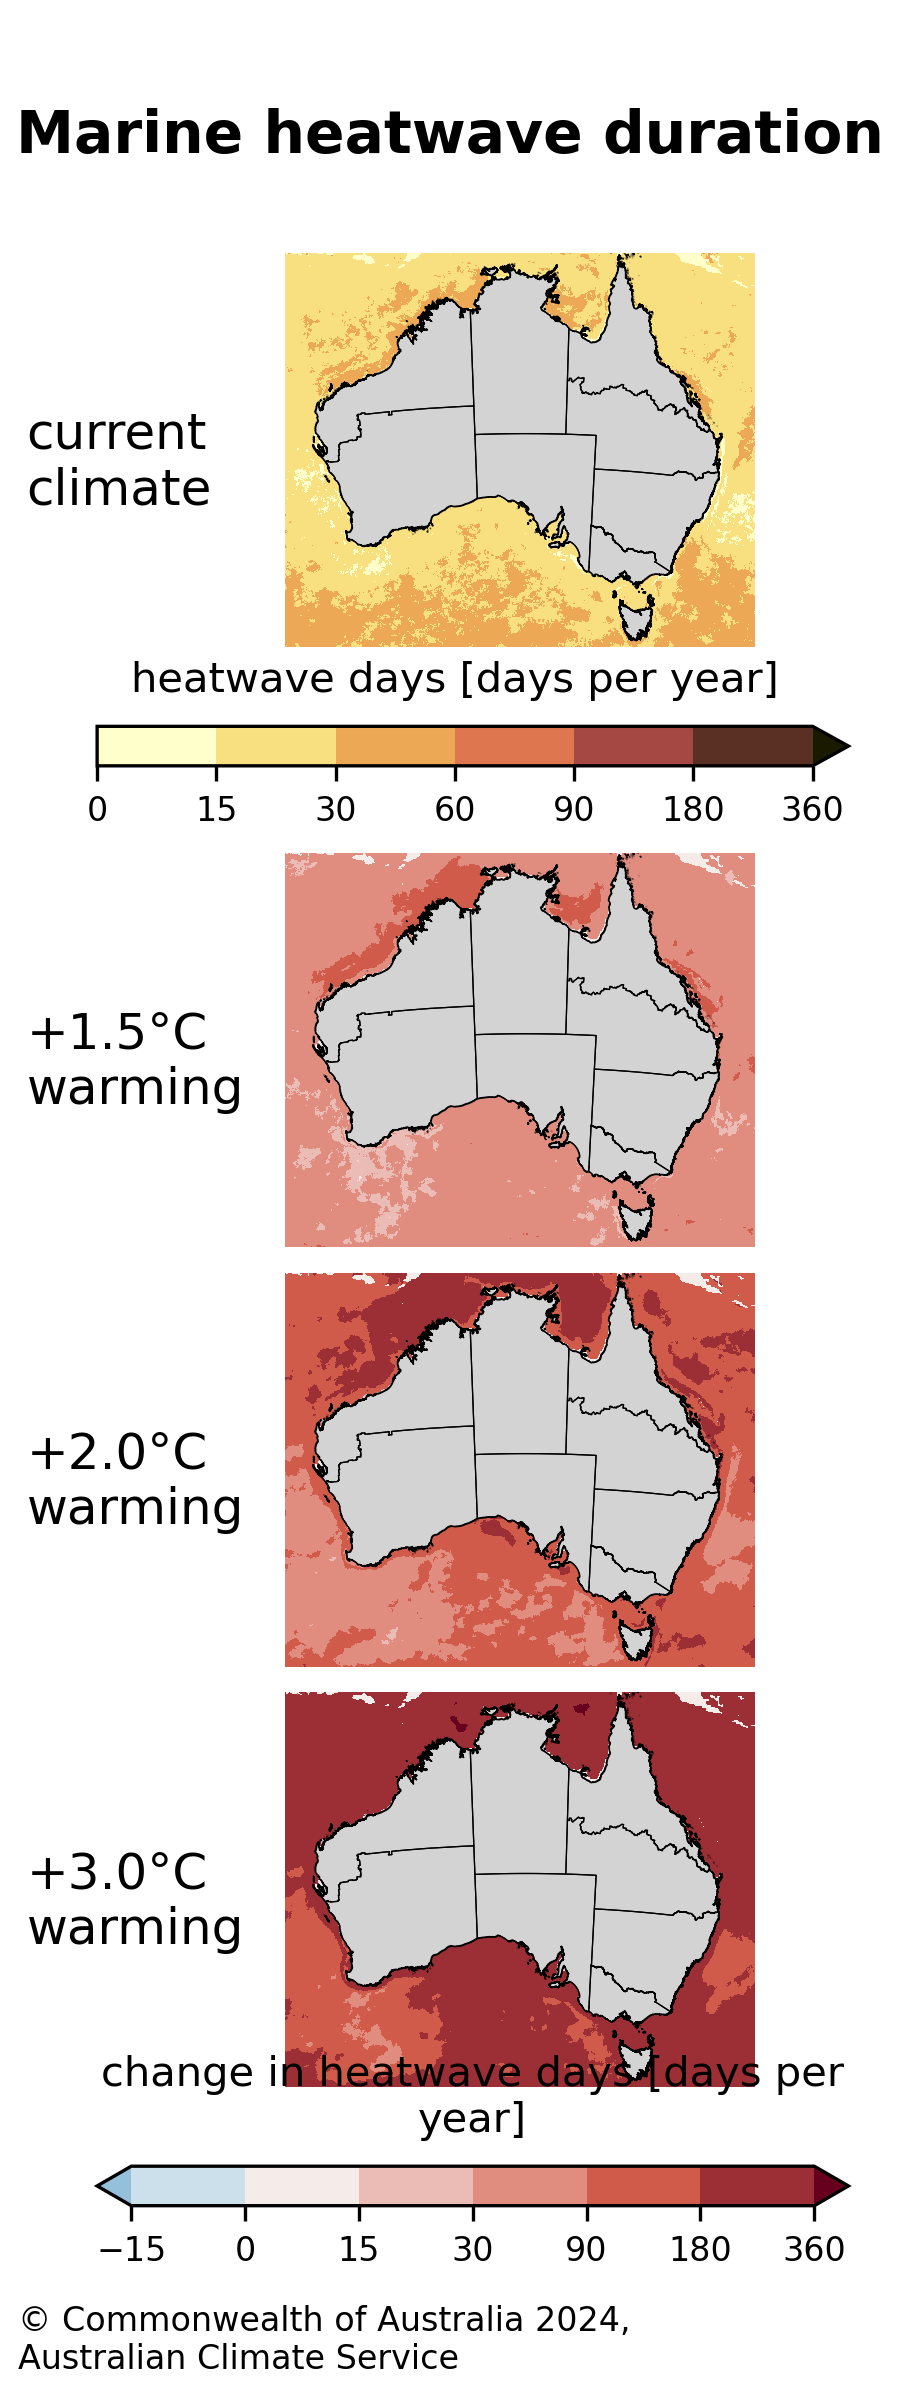 Marine heatwave duration
current
climate
heatwave days [days per year]
0 15 30 60 90 180 360
+1.5°C
warming
+2.0°C
warming
+3.0°C
warming
change in heatwave days [days per
year]
−15 0 15 30 90 180 360
© Commonwealth of Australia 2024,
Australian Climate Service